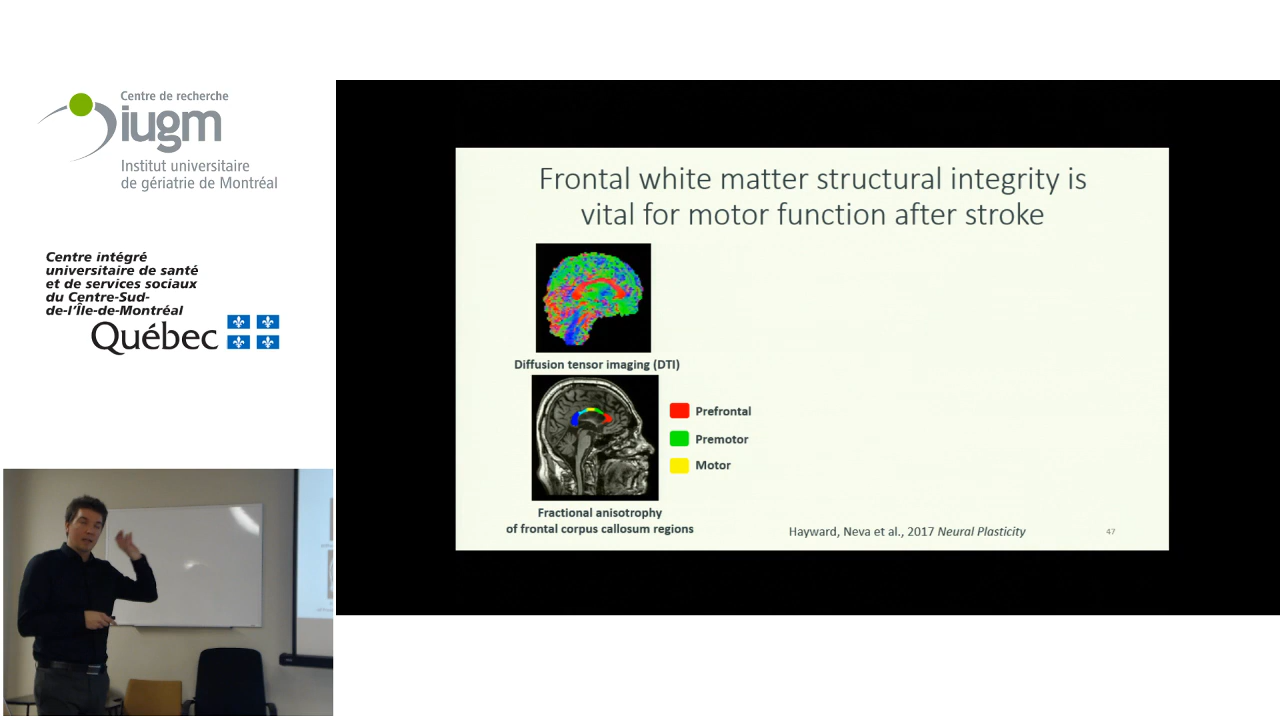 Centre de recherche
iugm
Institut universitaire
de gériatrie de Montréal
Centre intégré
universitaire de santé
et de services sociaux
du Centre-Sud-
de-l'Île-de-Montréal
Québec
Frontal white matter structural integrity is
vital for motor function after stroke
Diffusion tensor imaging (DTI)
Prefrontal
Premotor
Motor
Fractional anisotropy
of frontal corpus callosum regions
Hayward, Neva et al., 2017 Neural Plasticity
47